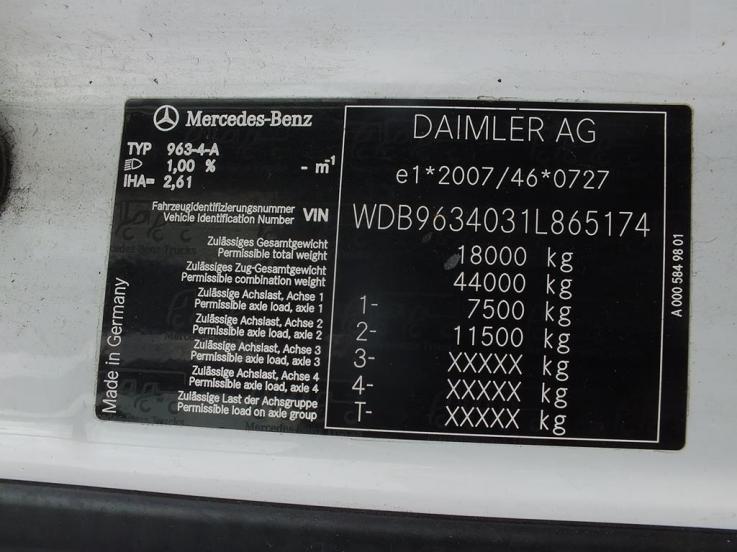 Mercedes-Benz
TYP 963-4-A
1,00 % - m-1
IHA= 2,61
DAIMLER AG
e1*2007/46*0727
Fahrzeugidentifizierungsnummer
Vehicle Identification Number VIN WDB9634031L865174
Zulässiges Gesamtgewicht
Permissible total weight 18000 kg
Zulässiges Zug-Gesamtgewicht
Permissible combination weight 44000 kg
Zulässige Achslast, Achse 1
Permissible axle load, axle 1 1- 7500 kg
Zulässige Achslast, Achse 2
Permissible axle load, axle 2 2- 11500 kg
Zulässige Achslast, Achse 3
Permissible axle load, axle 3 3- XXXXX kg
Zulässige Achslast, Achse 4
Permissible axle load, axle 4 4- XXXXX kg
Zulässige Last der Achsgruppe
Permissible load on axle group T- XXXXX kg
Made in Germany
A 000 584 98 01